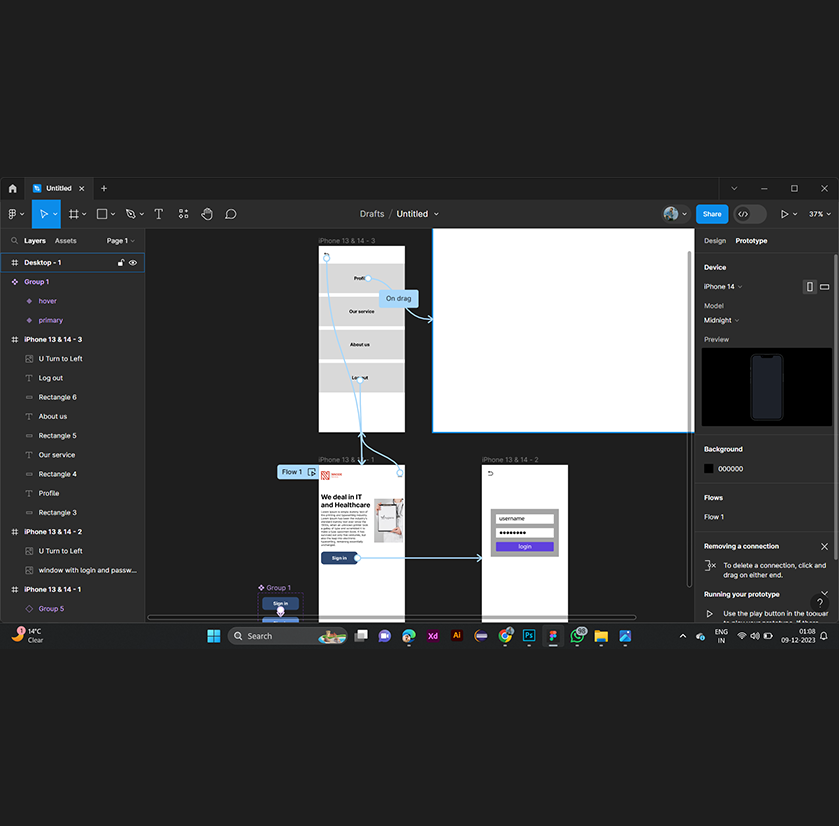 Untitled
Drafts / Untitled
Share
37%
Layers
Assets
Page 1
Desktop - 1
Group 1
hover
primary
iPhone 13 & 14 - 3
U Turn to Left
Log out
Rectangle 6
About us
Rectangle 5
Our service
Rectangle 4
Profile
Rectangle 3
iPhone 13 & 14 - 2
U Turn to Left
window with login and passw...
iPhone 13 & 14 - 1
Group 5
iPhone 13 & 14 - 3
On drag
Our service
About us
Flow 1
We deal in IT
and Healthcare
Sign in
Group 1
Sign in
iPhone 13 & 14 - 2
username
login
Design
Prototype
Device
iPhone 14
Model
Midnight
Preview
Background
000000
Flows
Flow 1
Removing a connection
To delete a connection, click and
drag on either end.
Running your prototype
?
Use the play button in the toolbar
1
14°C
Clear
Search
Xd
Ai
Ps
ENG
IN
01:08
09-12-2023